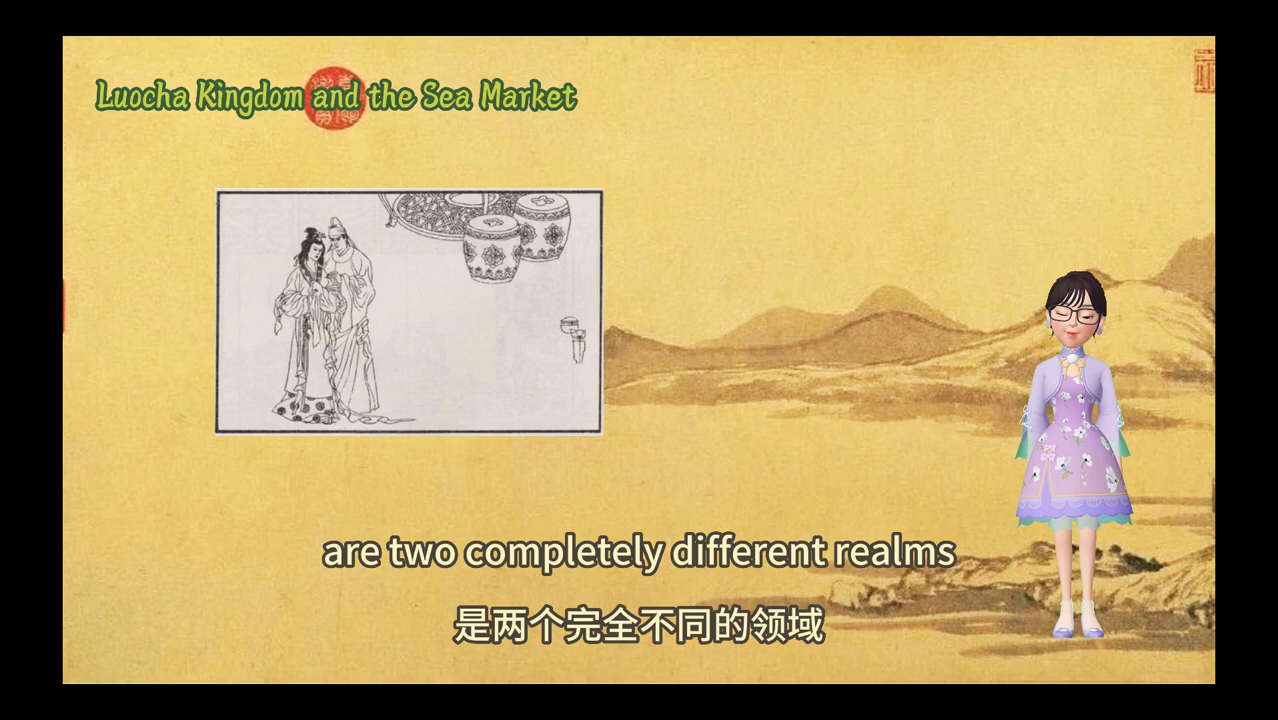 Luocha Kingdom and the Sea Market
are two completely different realms
是两个完全不同的领域